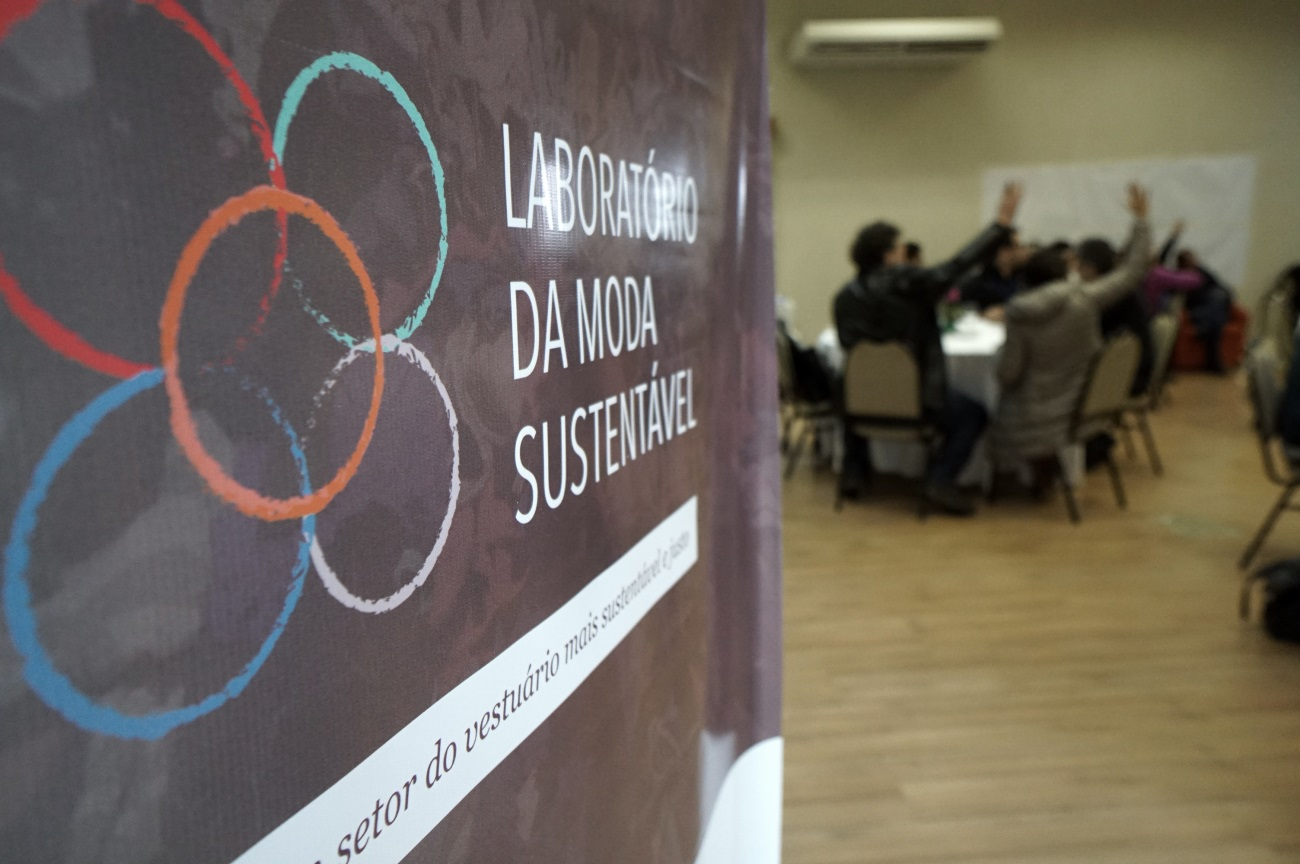 LABORATÓRIO
DA MODA
SUSTENTÁVEL
setor do vestuário mais sustentável e justo